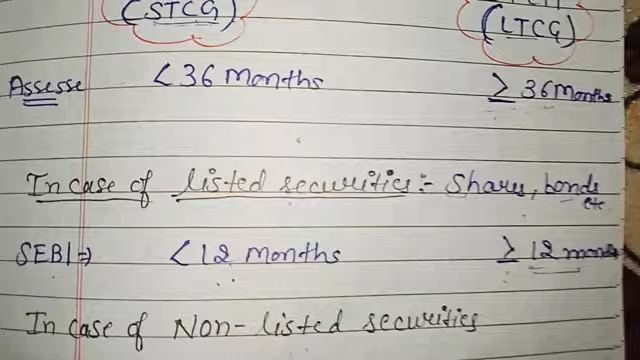 (STCG) (LTCG)
Assesse < 36 Months ≥ 36 Months
In case of listed securities:- Shares, bonds etc
SEBI ⇒ < 12 months ≥ 12 months
In case of Non-listed securities